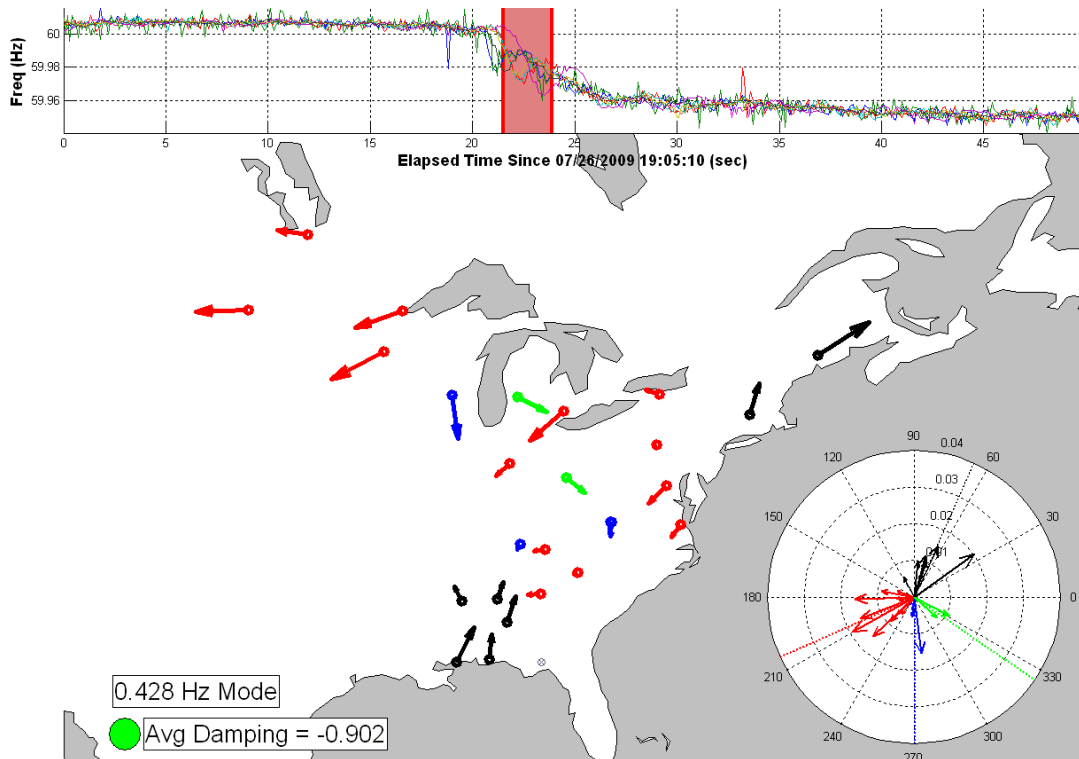 Freq (Hz)
60
59.98
59.96
0 5 10 15 20 25 30 35 40 45
Elapsed Time Since 07/26/2009 19:05:10 (sec)
90
0.04
120 60
0.03
0.02
150 30
0.01
180 0
210 330
240 300
270
0.428 Hz Mode
Avg Damping = -0.902